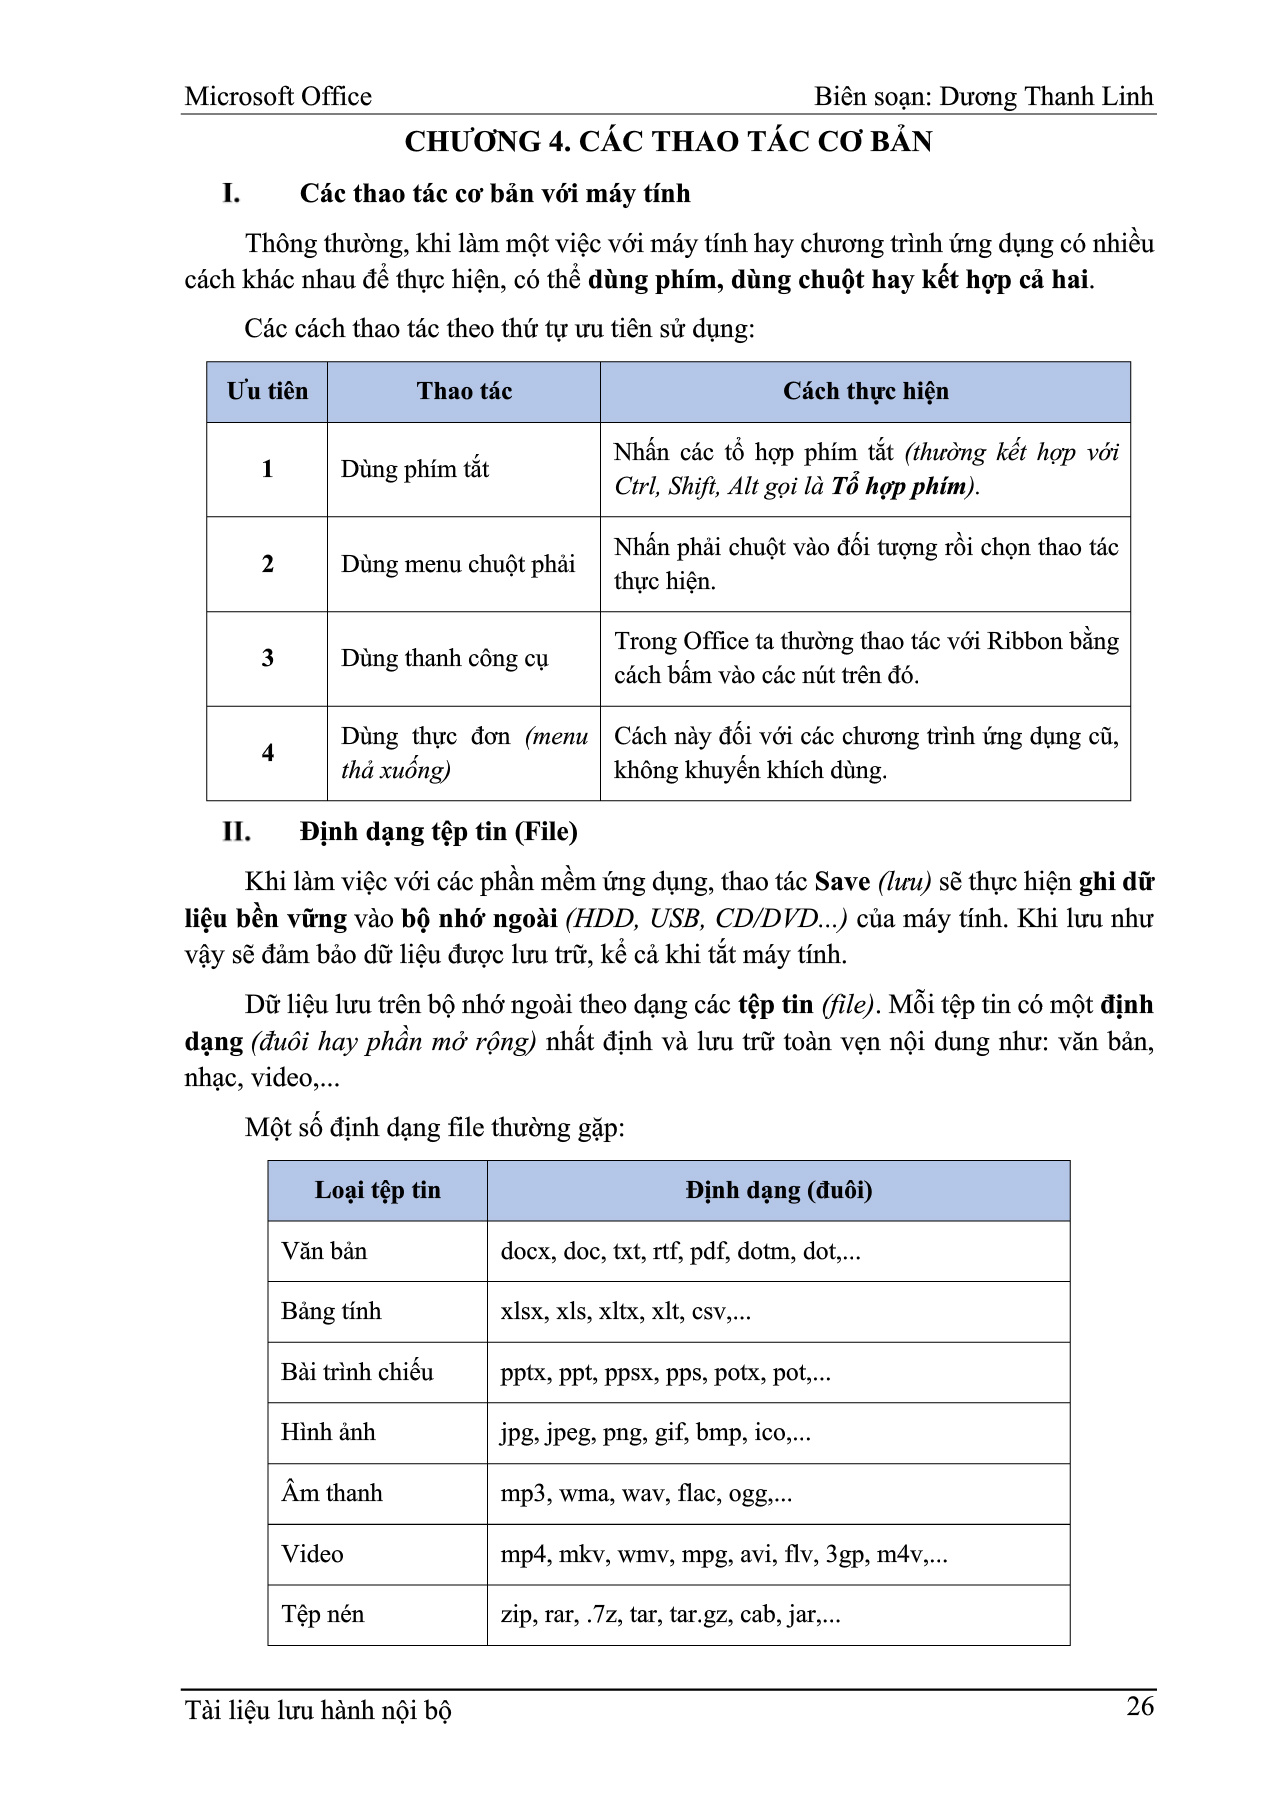 Microsoft Office Biên soạn: Dương Thanh Linh
CHƯƠNG 4. CÁC THAO TÁC CƠ BẢN
I. Các thao tác cơ bản với máy tính
Thông thường, khi làm một việc với máy tính hay chương trình ứng dụng có nhiều
cách khác nhau để thực hiện, có thể dùng phím, dùng chuột hay kết hợp cả hai.
Các cách thao tác theo thứ tự ưu tiên sử dụng:
Ưu tiên Thao tác Cách thực hiện
1 Dùng phím tắt Nhấn các tổ hợp phím tắt (thường kết hợp với
Ctrl, Shift, Alt gọi là Tổ hợp phím).
2 Dùng menu chuột phải Nhấn phải chuột vào đối tượng rồi chọn thao tác
thực hiện.
3 Dùng thanh công cụ Trong Office ta thường thao tác với Ribbon bằng
cách bấm vào các nút trên đó.
4 Dùng thực đơn (menu
thả xuống) Cách này đối với các chương trình ứng dụng cũ,
không khuyến khích dùng.
II. Định dạng tệp tin (File)
Khi làm việc với các phần mềm ứng dụng, thao tác Save (lưu) sẽ thực hiện ghi dữ
liệu bền vững vào bộ nhớ ngoài (HDD, USB, CD/DVD...) của máy tính. Khi lưu như
vậy sẽ đảm bảo dữ liệu được lưu trữ, kể cả khi tắt máy tính.
Dữ liệu lưu trên bộ nhớ ngoài theo dạng các tệp tin (file). Mỗi tệp tin có một định
dạng (đuôi hay phần mở rộng) nhất định và lưu trữ toàn vẹn nội dung như: văn bản,
nhạc, video,...
Một số định dạng file thường gặp:
Loại tệp tin Định dạng (đuôi)
Văn bản docx, doc, txt, rtf, pdf, dotm, dot,...
Bảng tính xlsx, xls, xltx, xlt, csv,...
Bài trình chiếu pptx, ppt, ppsx, pps, potx, pot,...
Hình ảnh jpg, jpeg, png, gif, bmp, ico,...
Âm thanh mp3, wma, wav, flac, ogg,...
Video mp4, mkv, wmv, mpg, avi, flv, 3gp, m4v,...
Tệp nén zip, rar, .7z, tar, tar.gz, cab, jar,...
Tài liệu lưu hành nội bộ 26